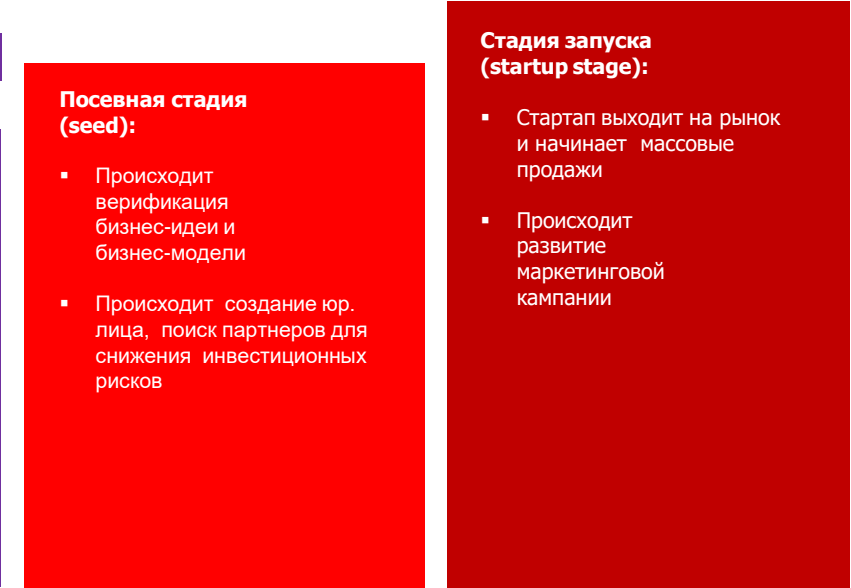 Посевная стадия
(seed):
▪ Происходит
верификация
бизнес-идеи и
бизнес-модели
▪ Происходит создание юр.
лица, поиск партнеров для
снижения инвестиционных
рисков
Стадия запуска
(startup stage):
▪ Стартап выходит на рынок
и начинает массовые
продажи
▪ Происходит
развитие
маркетинговой
кампании